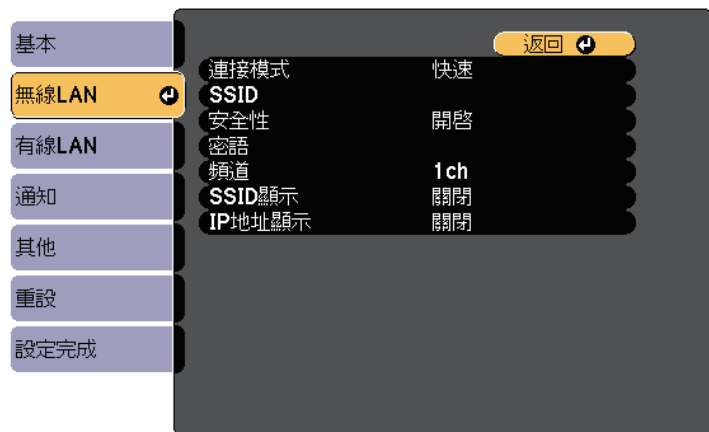 基本
無線LAN
有線LAN
通知
其他
重設
設定完成
返回
連接模式 快速
SSID
安全性 開啓
密語
頻道 1ch
SSID顯示 關閉
IP地址顯示 關閉